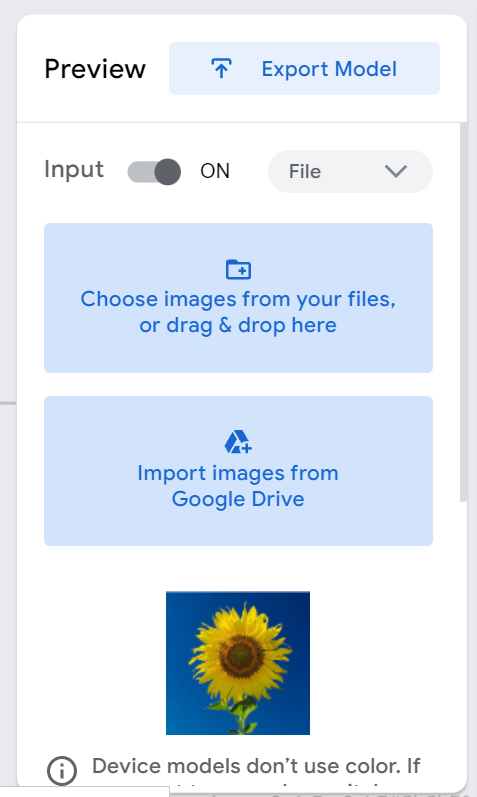 Preview
Export Model
Input
ON
File
Choose images from your files,
or drag & drop here
Import images from
Google Drive
Device models don’t use color. If